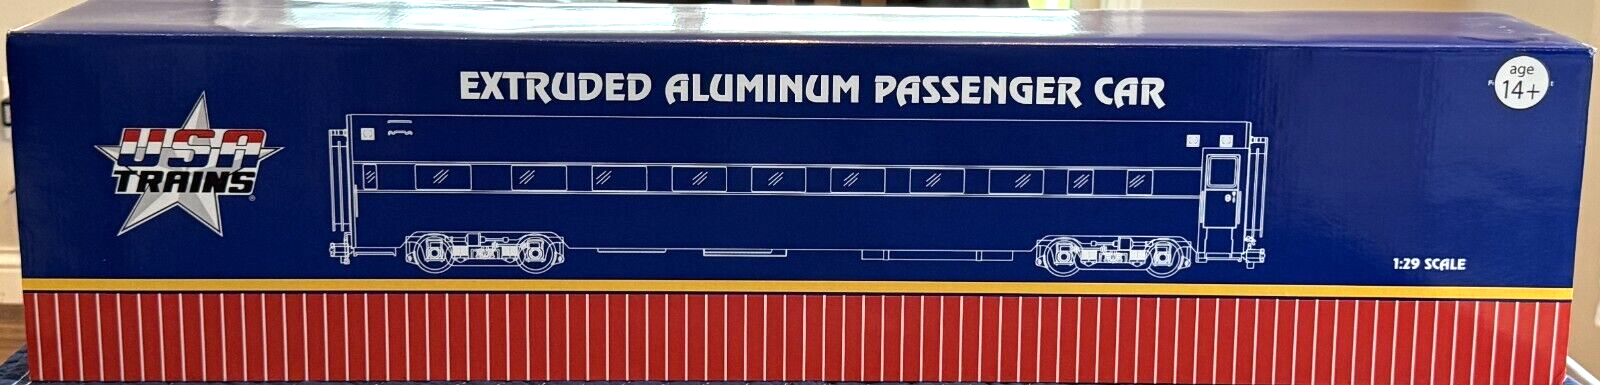 EXTRUDED ALUMINUM PASSENGER CAR
age
14+
USA
TRAINS
1:29 SCALE